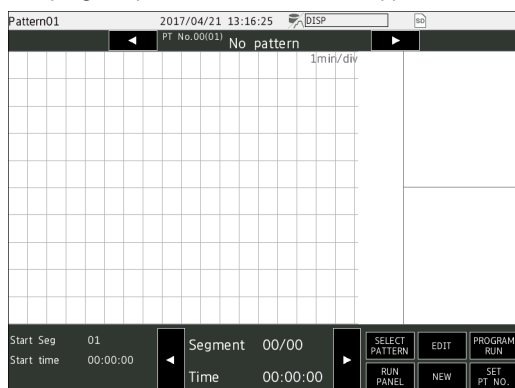 Pattern01 2017/04/21 13:16:25 DISP SD
PT No.00(01) No pattern
1min/div
Start Seg 01
Start time 00:00:00
Segment 00/00
Time 00:00:00
SELECT PATTERN
EDIT
PROGRAM RUN
RUN PANEL
NEW
SET PT NO.